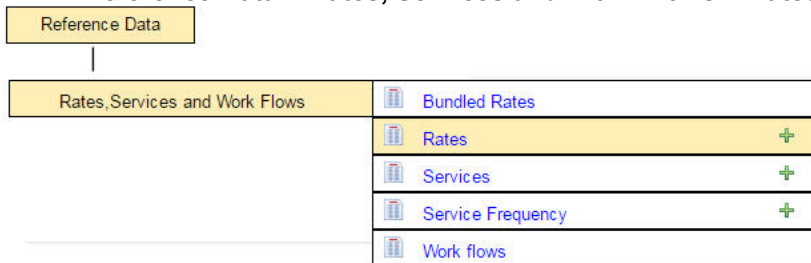 Reference Data
Rates,Services and Work Flows
Bundled Rates
Rates
Services
Service Frequency
Work flows